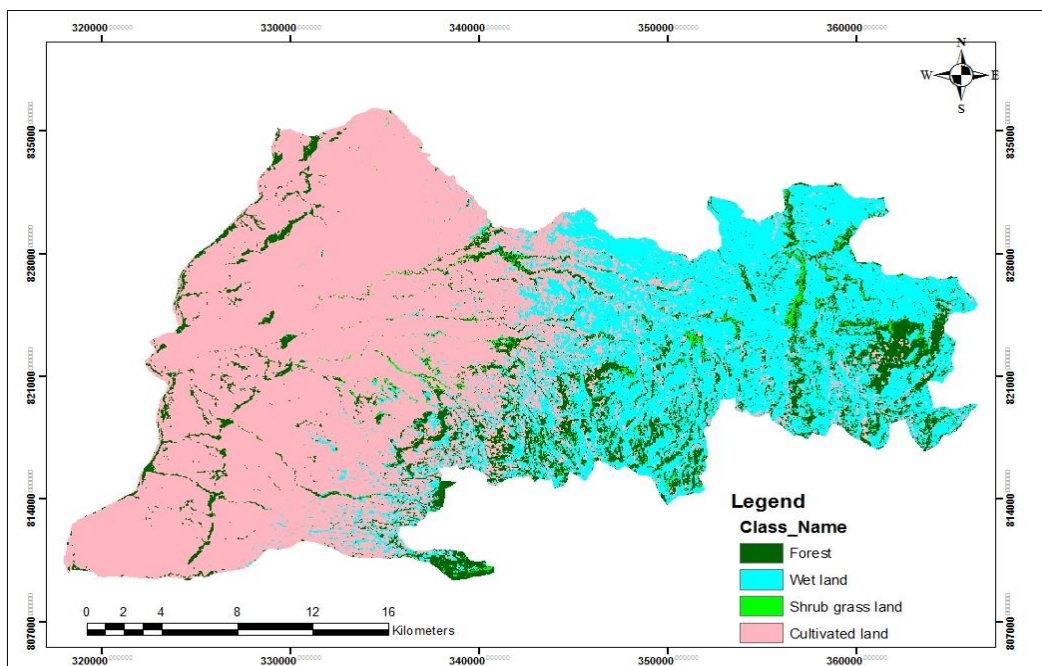 320000 330000 340000 350000 360000
N
W E
S
835000 835000
828000 828000
821000 821000
814000 814000
807000 807000
Legend
Class_Name
Forest
Wet land
Shrub grass land
Cultivated land
0 2 4 8 12 16
Kilometers
320000 330000 340000 350000 360000